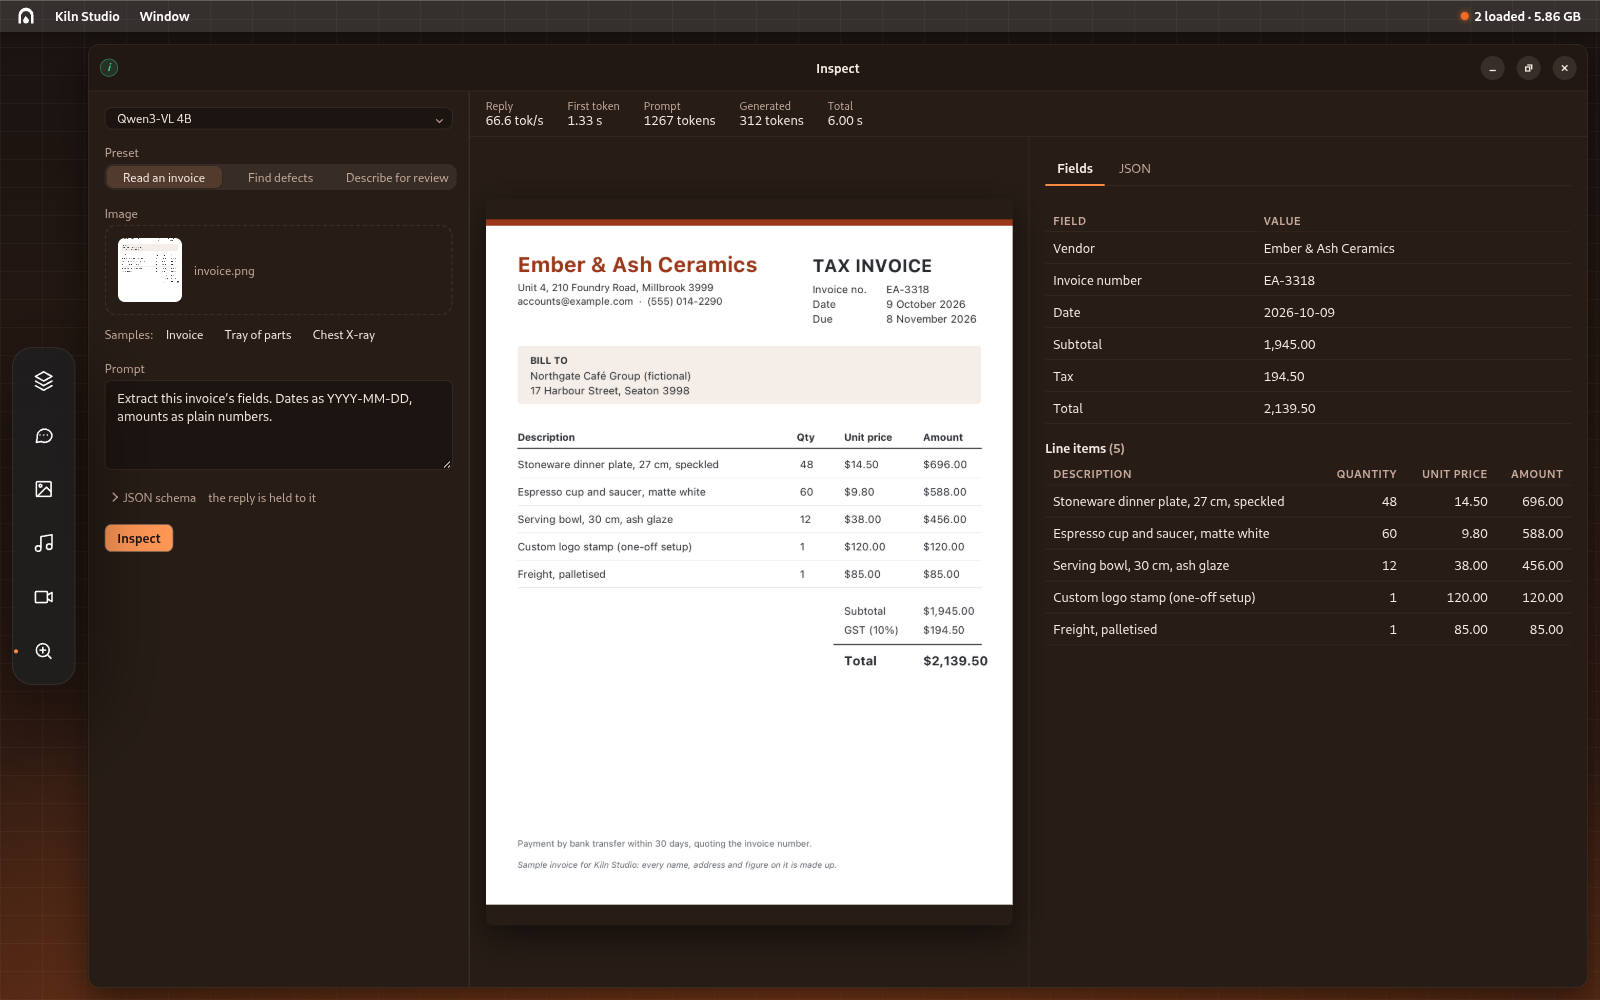 Kiln Studio Window 2 loaded · 5.86 GB
Inspect
Qwen3-VL 4B
Preset
Read an invoice Find defects Describe for review
Image
invoice.png
Samples: Invoice Tray of parts Chest X-ray
Prompt
Extract this invoice's fields. Dates as YYYY-MM-DD,
amounts as plain numbers.
JSON schema the reply is held to it
Inspect
Reply First token Prompt Generated Total
66.6 tok/s 1.33 s 1267 tokens 312 tokens 6.00 s
Ember & Ash Ceramics
Unit 4, 210 Foundry Road, Millbrook 3999
accounts@example.com · (555) 014-2290
TAX INVOICE
Invoice no. EA-3318
Date 9 October 2026
Due 8 November 2026
BILL TO
Northgate Café Group (fictional)
17 Harbour Street, Seaton 3998
Description Qty Unit price Amount
Stoneware dinner plate, 27 cm, speckled 48 $14.50 $696.00
Espresso cup and saucer, matte white 60 $9.80 $588.00
Serving bowl, 30 cm, ash glaze 12 $38.00 $456.00
Custom logo stamp (one-off setup) 1 $120.00 $120.00
Freight, palletised 1 $85.00 $85.00
Subtotal $1,945.00
GST (10%) $194.50
Total $2,139.50
Payment by bank transfer within 30 days, quoting the invoice number.
Sample invoice for Kiln Studio: every name, address and figure on it is made up.
Fields JSON
FIELD VALUE
Vendor Ember & Ash Ceramics
Invoice number EA-3318
Date 2026-10-09
Subtotal 1,945.00
Tax 194.50
Total 2,139.50
Line items (5)
DESCRIPTION QUANTITY UNIT PRICE AMOUNT
Stoneware dinner plate, 27 cm, speckled 48 14.50 696.00
Espresso cup and saucer, matte white 60 9.80 588.00
Serving bowl, 30 cm, ash glaze 12 38.00 456.00
Custom logo stamp (one-off setup) 1 120.00 120.00
Freight, palletised 1 85.00 85.00